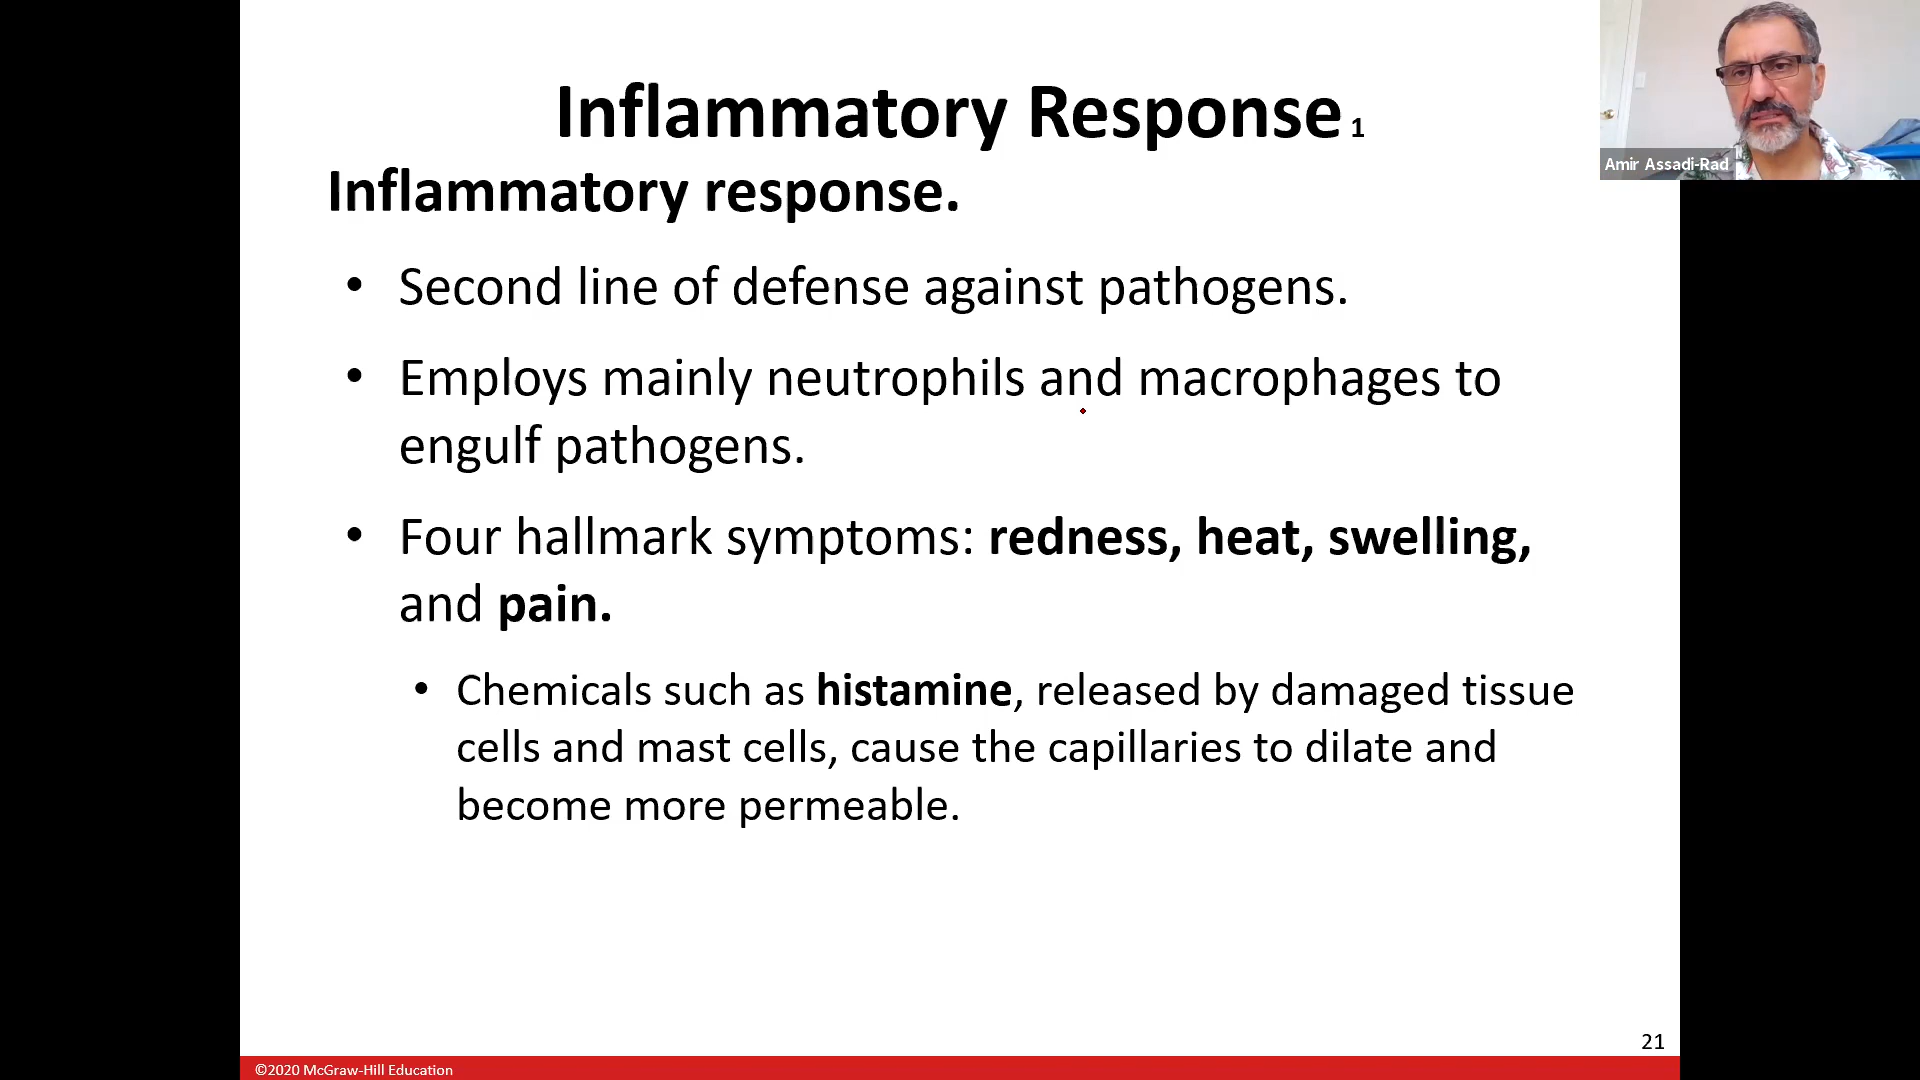 Inflammatory Response 1
Amir Assadi-Rad
Inflammatory response.
• Second line of defense against pathogens.
• Employs mainly neutrophils and macrophages to
engulf pathogens.
• Four hallmark symptoms: redness, heat, swelling,
and pain.
• Chemicals such as histamine, released by damaged tissue
cells and mast cells, cause the capillaries to dilate and
become more permeable.
21
©2020 McGraw-Hill Education